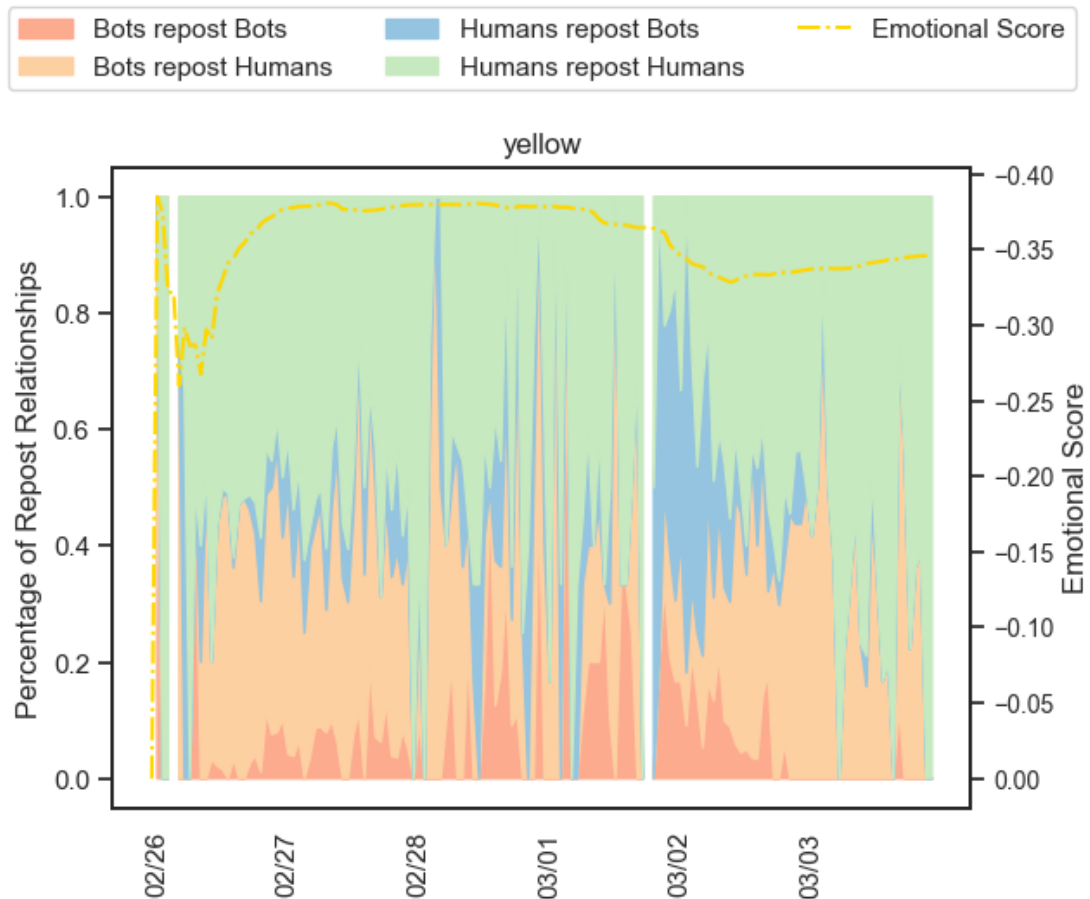 Bots repost Bots
Humans repost Bots
Emotional Score
Bots repost Humans
Humans repost Humans
yellow
Percentage of Repost Relationships
1.0
0.8
0.6
0.4
0.2
0.0
−0.40
−0.35
−0.30
−0.25
−0.20
−0.15
−0.10
−0.05
0.00
Emotional Score
02/26
02/27
02/28
03/01
03/02
03/03